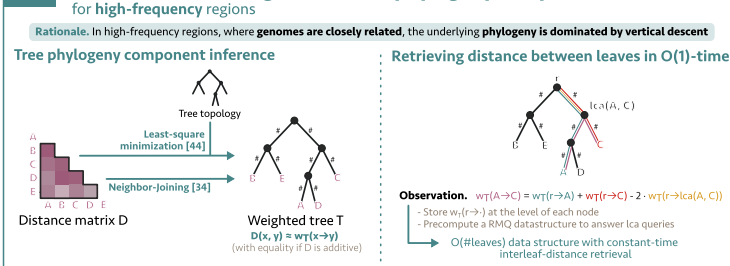 for high-frequency regions
Rationale. In high-frequency regions, where genomes are closely related, the underlying phylogeny is dominated by vertical descent
Tree phylogeny component inference
Tree topology
Least-square
minimization [44]
Neighbor-Joining [34]
A
B
C
D
E
A B C D E
Distance matrix D
# #
# # # #
B E # # C
A D
Weighted tree T
D(x, y) ≈ wT(x→y)
(with equality if D is additive)
Retrieving distance between leaves in O(1)-time
r
# #
lca(A, C)
# # # #
B E C
# #
A D
Observation. wT(A→C) = wT(r→A) + wT(r→C) - 2 · wT(r→lca(A, C))
- Store wT(r→·) at the level of each node
- Precompute a RMQ datastructure to answer lca queries
O(#leaves) data structure with constant-time
interleaf-distance retrieval